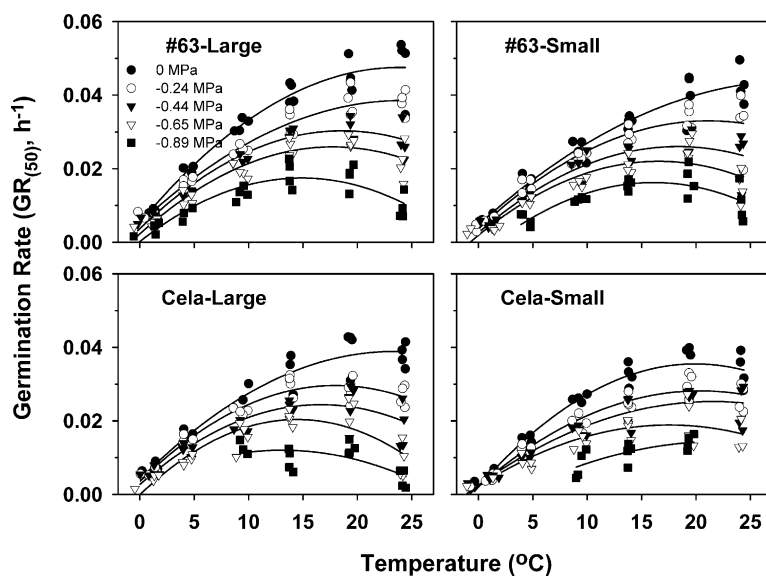 Germination Rate (GR(50), h-1)
0.06
0.04
0.02
0.00
#63-Large
0 MPa
-0.24 MPa
-0.44 MPa
-0.65 MPa
-0.89 MPa
#63-Small
0.06
0.04
0.02
0.00
Cela-Large
Cela-Small
0 5 10 15 20 25
0 5 10 15 20 25
Temperature (oC)